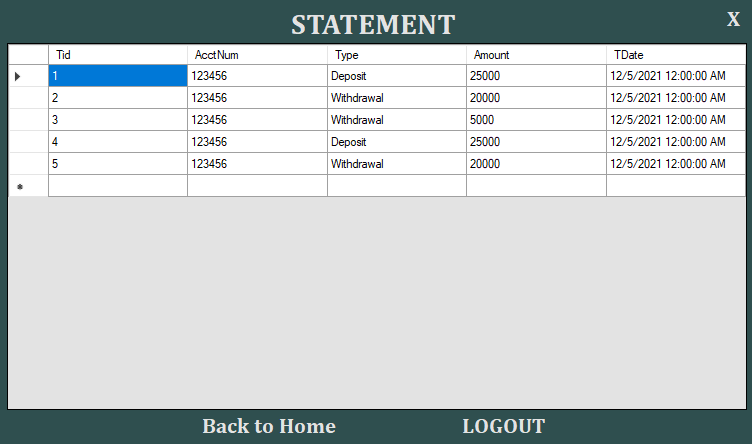 STATEMENT X
Tid AcctNum Type Amount TDate
1 123456 Deposit 25000 12/5/2021 12:00:00 AM
2 123456 Withdrawal 20000 12/5/2021 12:00:00 AM
3 123456 Withdrawal 5000 12/5/2021 12:00:00 AM
4 123456 Deposit 25000 12/5/2021 12:00:00 AM
5 123456 Withdrawal 20000 12/5/2021 12:00:00 AM
Back to Home LOGOUT